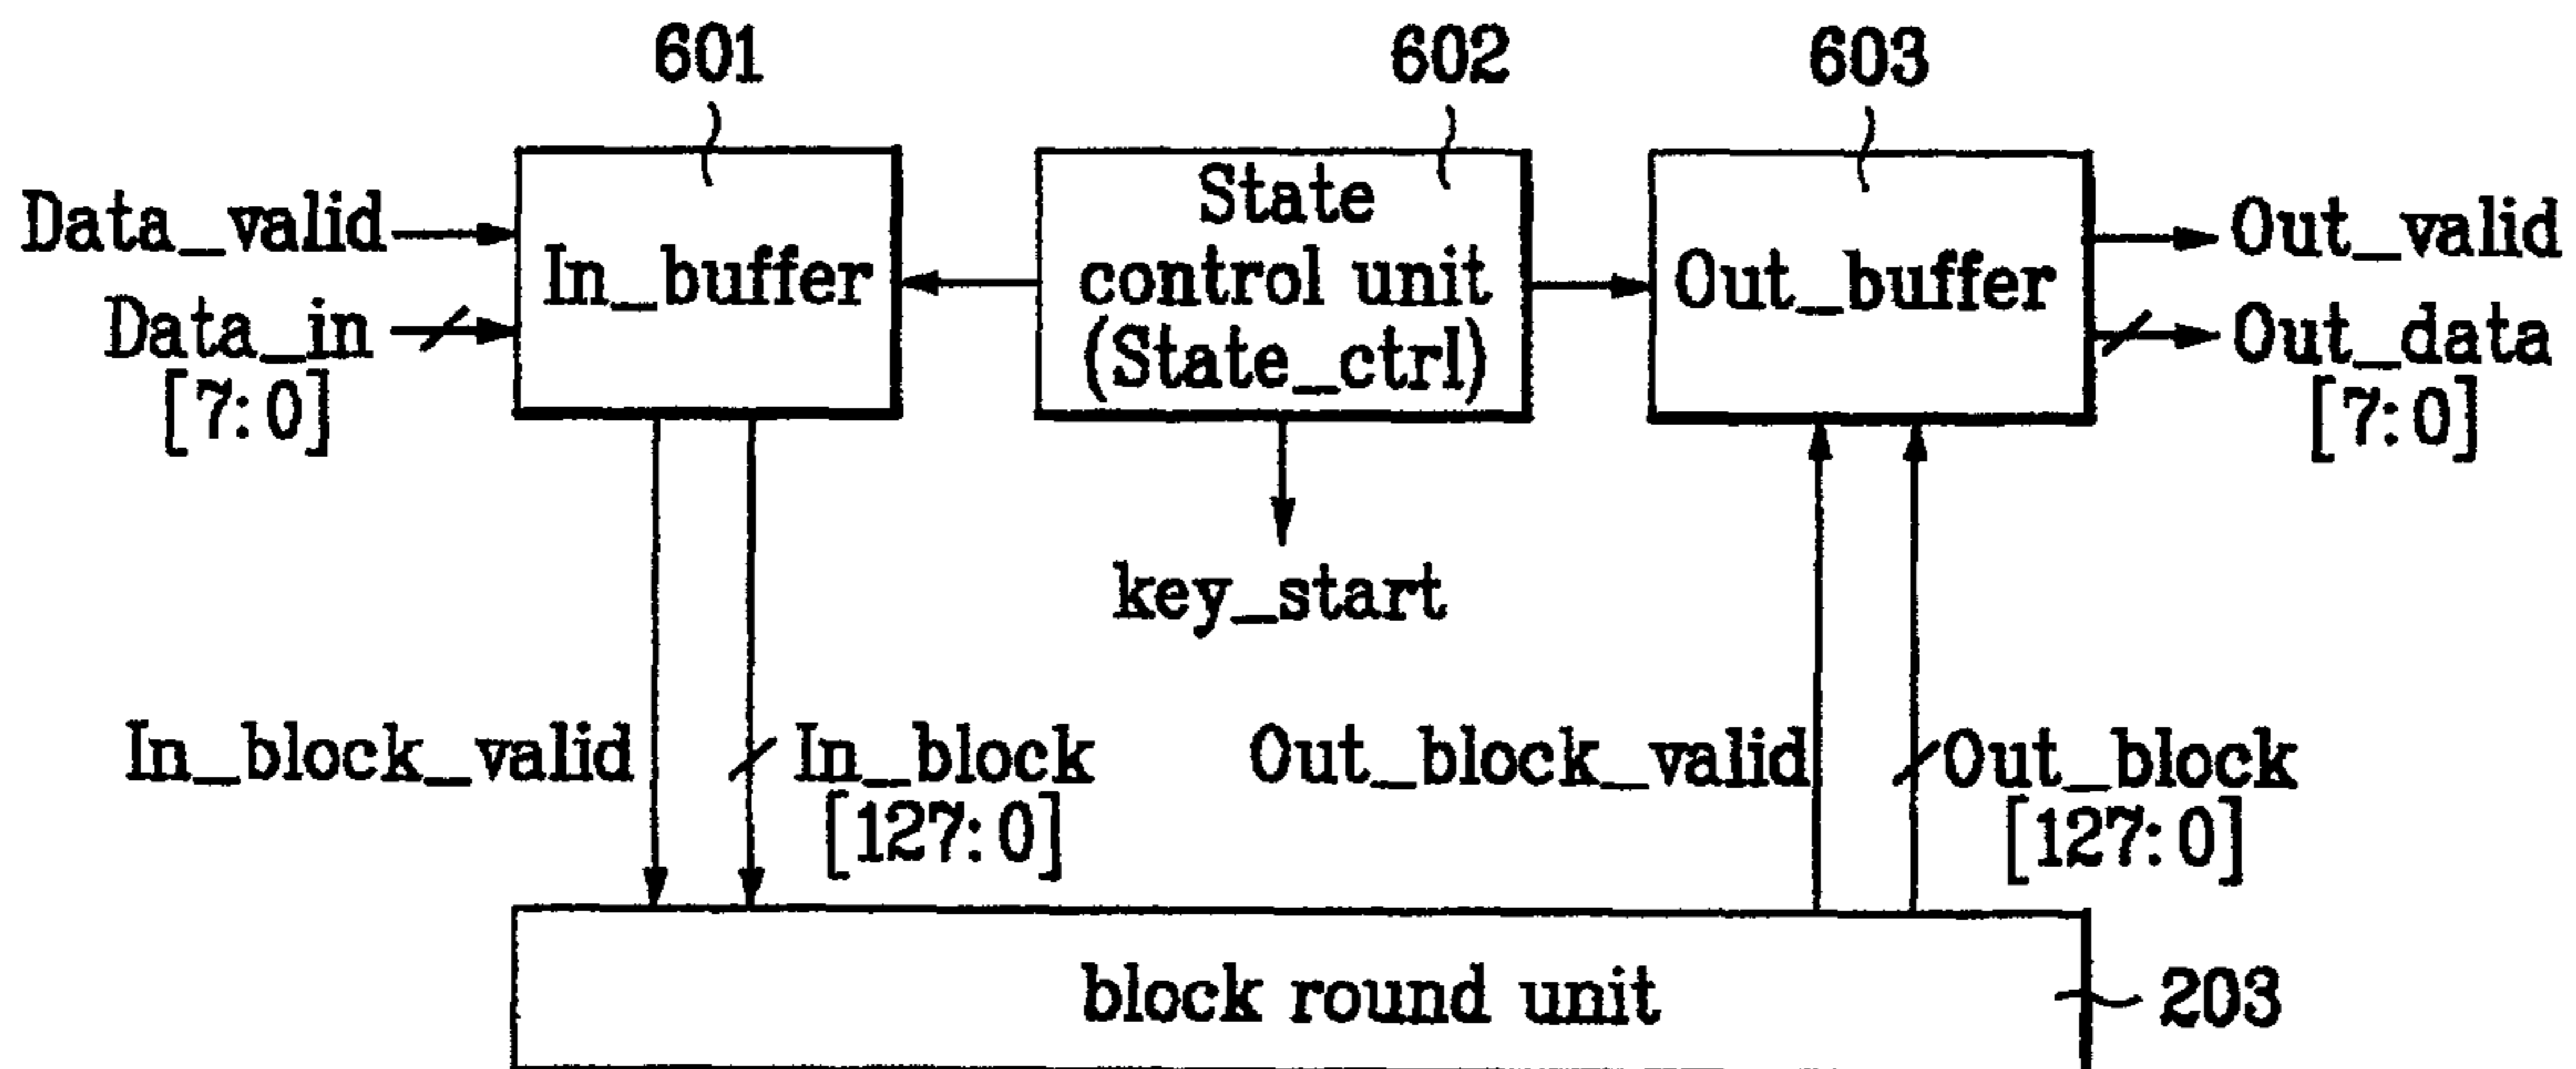 601
602
603
Data_valid
Data_in
[7:0]
In_buffer
State
control unit
(State_ctrl)
Out_buffer
Out_valid
Out_data
[7:0]
key_start
In_block_valid
In_block
[127:0]
Out_block_valid
Out_block
[127:0]
block round unit
203